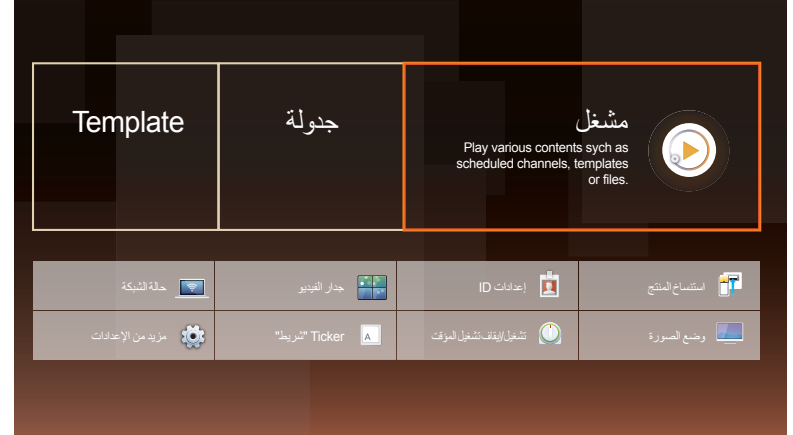 مشغل
Play various contents sych as
scheduled channels, templates
or files.
جدولة
Template
استنساخ المنتج
إعدادات ID
جدار الفيديو
حالة الشبكة
وضع الصورة
تشغيل/إيقاف تشغيل المؤقت
Ticker "شريط"
مزيد من الإعدادات